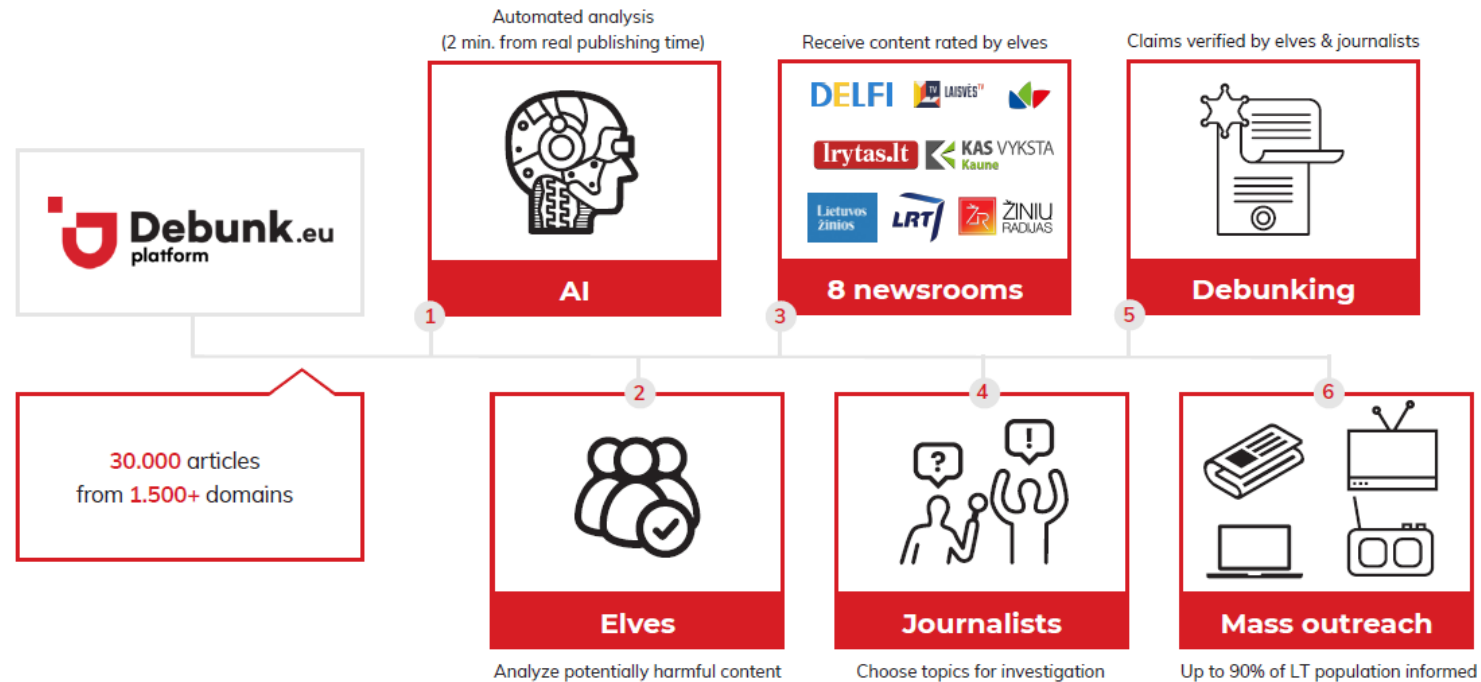 Automated analysis
(2 min. from real publishing time)
AI
1
Receive content rated by elves
DELFI
TV
LAISVĖS TV
lrytas.lt
KAS VYKSTA
Kaune
Lietuvos
žinios
LRT
ŽR
ŽINIŲ
RADIJAS
8 newsrooms
3
Claims verified by elves & journalists
Debunking
5
Debunk.eu
platform
30.000 articles
from 1.500+ domains
2
Elves
Analyze potentially harmful content
4
?
!
Journalists
Choose topics for investigation
6
Mass outreach
Up to 90% of LT population informed